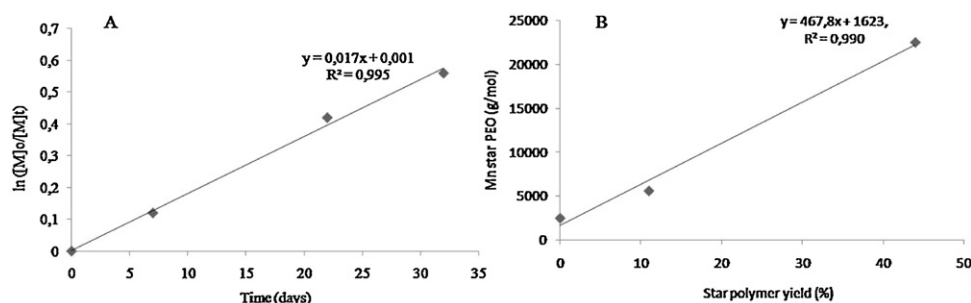 A
y = 0,017x + 0,001
R² = 0,995
ln ([M]o/[M]t)
0,7
0,6
0,5
0,4
0,3
0,2
0,1
0
0 5 10 15 20 25 30 35
Time (days)
B
y = 467,8x + 1623,
R² = 0,990
Mn star PEO (g/mol)
25000
20000
15000
10000
5000
0
0 10 20 30 40 50
Star polymer yield (%)